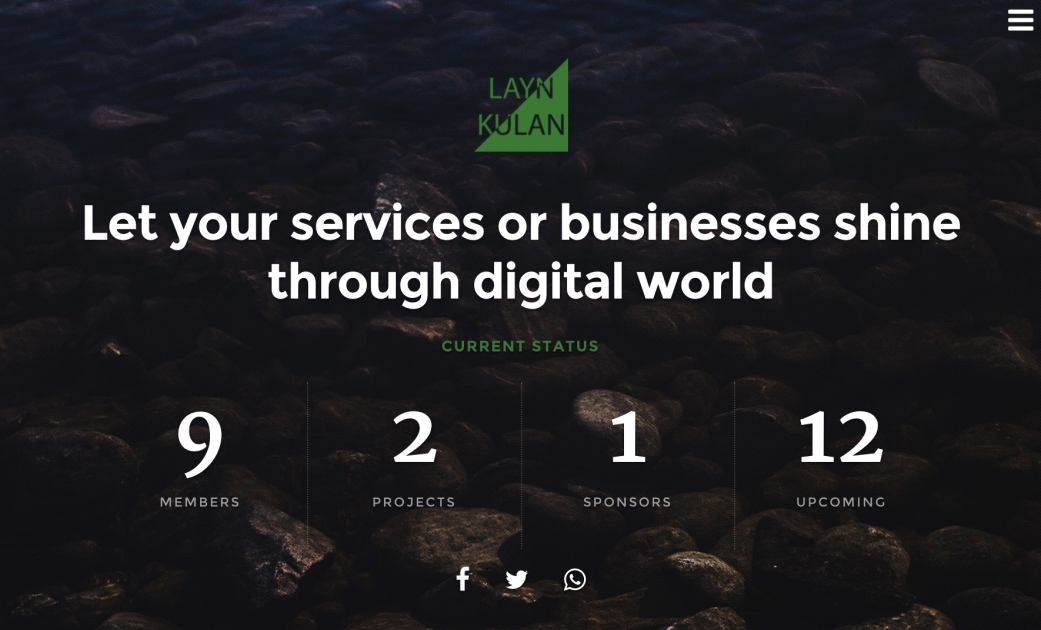 LAYN
KULAN
Let your services or businesses shine
through digital world
CURRENT STATUS
9
MEMBERS
2
PROJECTS
1
SPONSORS
12
UPCOMING